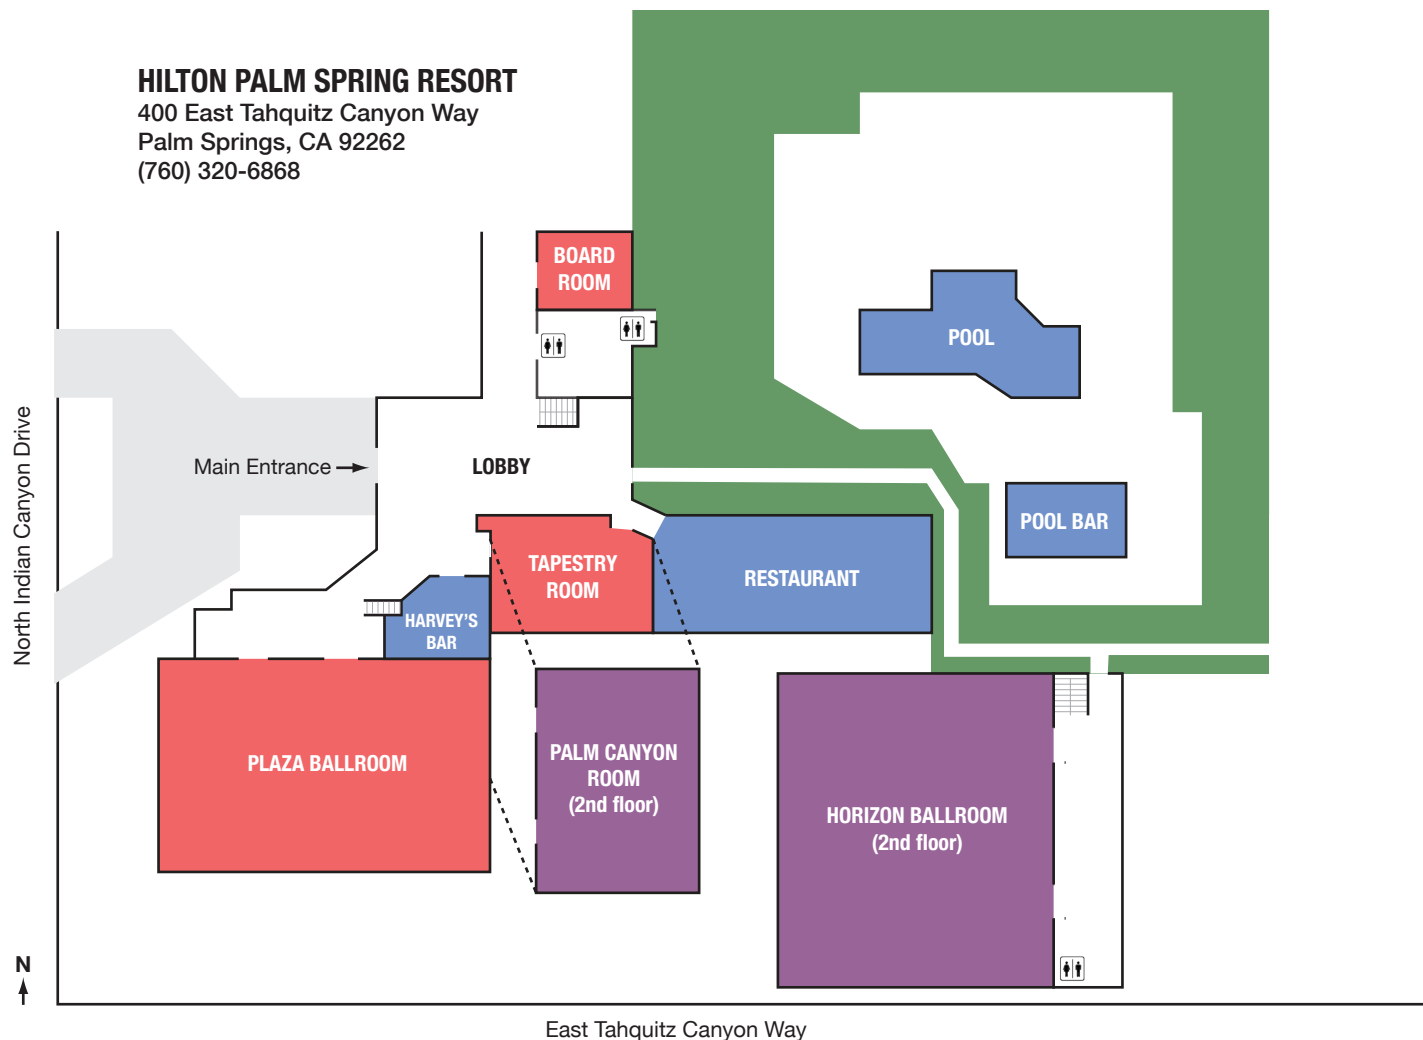 HILTON PALM SPRING RESORT
400 East Tahquitz Canyon Way
Palm Springs, CA 92262
(760) 320-6868
BOARD
ROOM
POOL
North Indian Canyon Drive
Main Entrance
LOBBY
POOL BAR
TAPESTRY
ROOM
RESTAURANT
HARVEY'S
BAR
PLAZA BALLROOM
PALM CANYON
ROOM
(2nd floor)
HORIZON BALLROOM
(2nd floor)
N
East Tahquitz Canyon Way